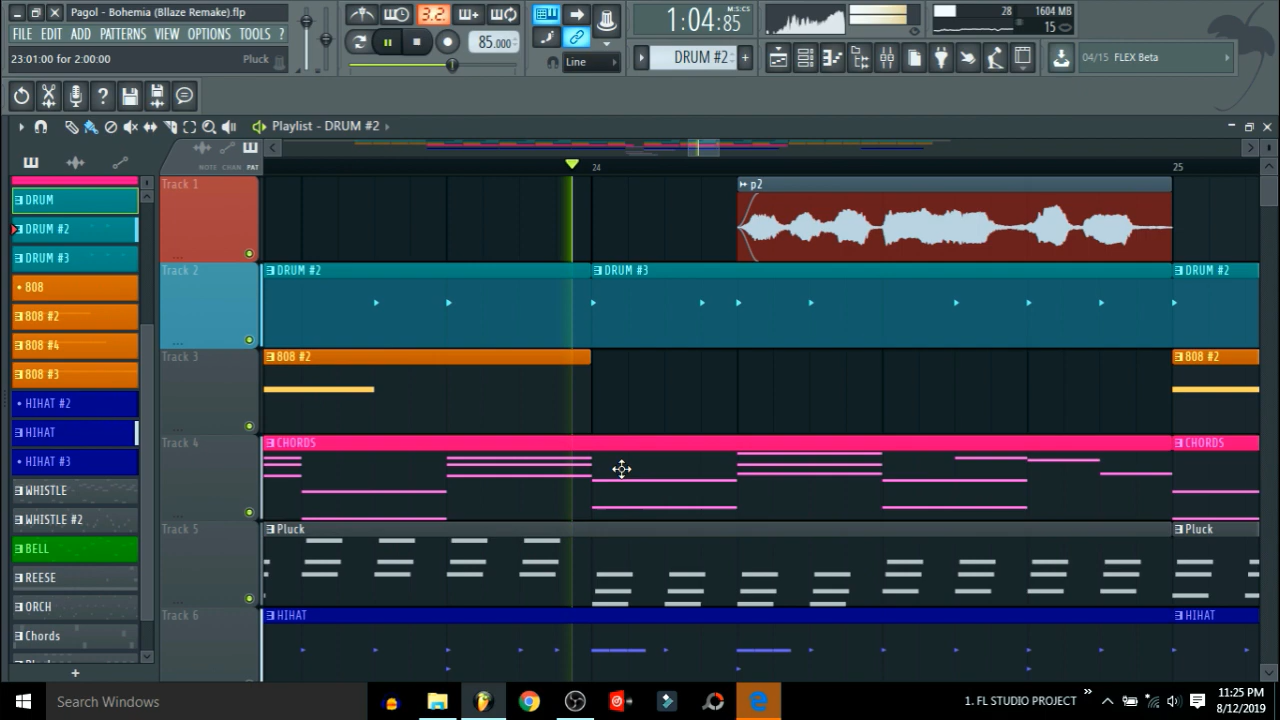 Pagol - Bohemia (Bllaze Remake).flp
FILE EDIT ADD PATTERNS VIEW OPTIONS TOOLS ?
23:01:00 for 2:00:00 Pluck
3.2.
85.000
Line
1:04:85
M:S:CS
DRUM #2
28
1604 MB
15
04/15 FLEX Beta
Playlist - DRUM #2
NOTE CHAN PAT
24
25
DRUM
DRUM #2
DRUM #3
808
808 #2
808 #4
808 #3
HIHAT #2
HIHAT
HIHAT #3
WHISTLE
WHISTLE #2
BELL
REESE
ORCH
Chords
Track 1
p2
Track 2
DRUM #2
DRUM #3
DRUM #2
Track 3
808 #2
808 #2
Track 4
CHORDS
CHORDS
Track 5
Pluck
Pluck
Track 6
HIHAT
HIHAT
Search Windows
1. FL STUDIO PROJECT
11:25 PM
8/12/2019